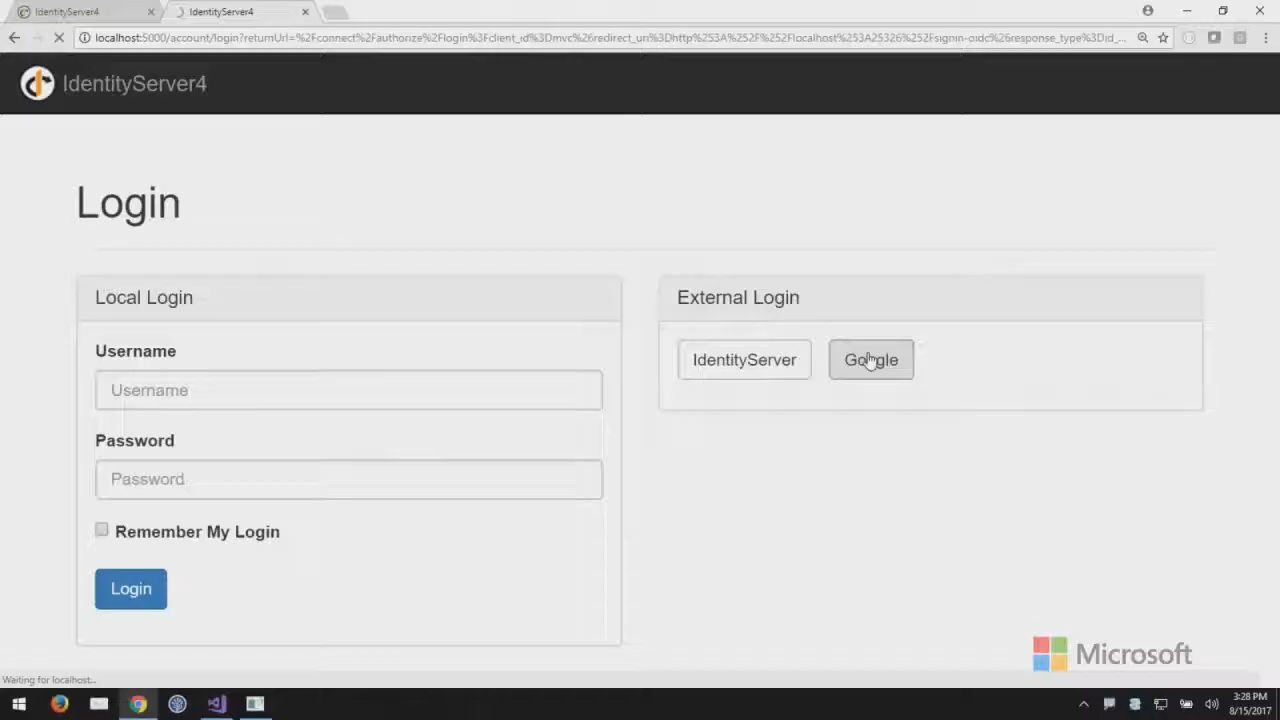 IdentityServer4
IdentityServer4
localhost:5000/account/login?returnUrl=%2Fconnect%2Fauthorize%2Flogin%3Fclient_id%3Dmvc%26redirect_uri%3Dhttp%253A%252F%252Flocalhost%253A25326%252Fsignin-oidc%26response_type%3Did_...
IdentityServer4
Login
Local Login
External Login
Username
IdentityServer
Google
Username
Password
Password
Remember My Login
Login
Microsoft
Waiting for localhost...
3:28 PM
8/15/2017